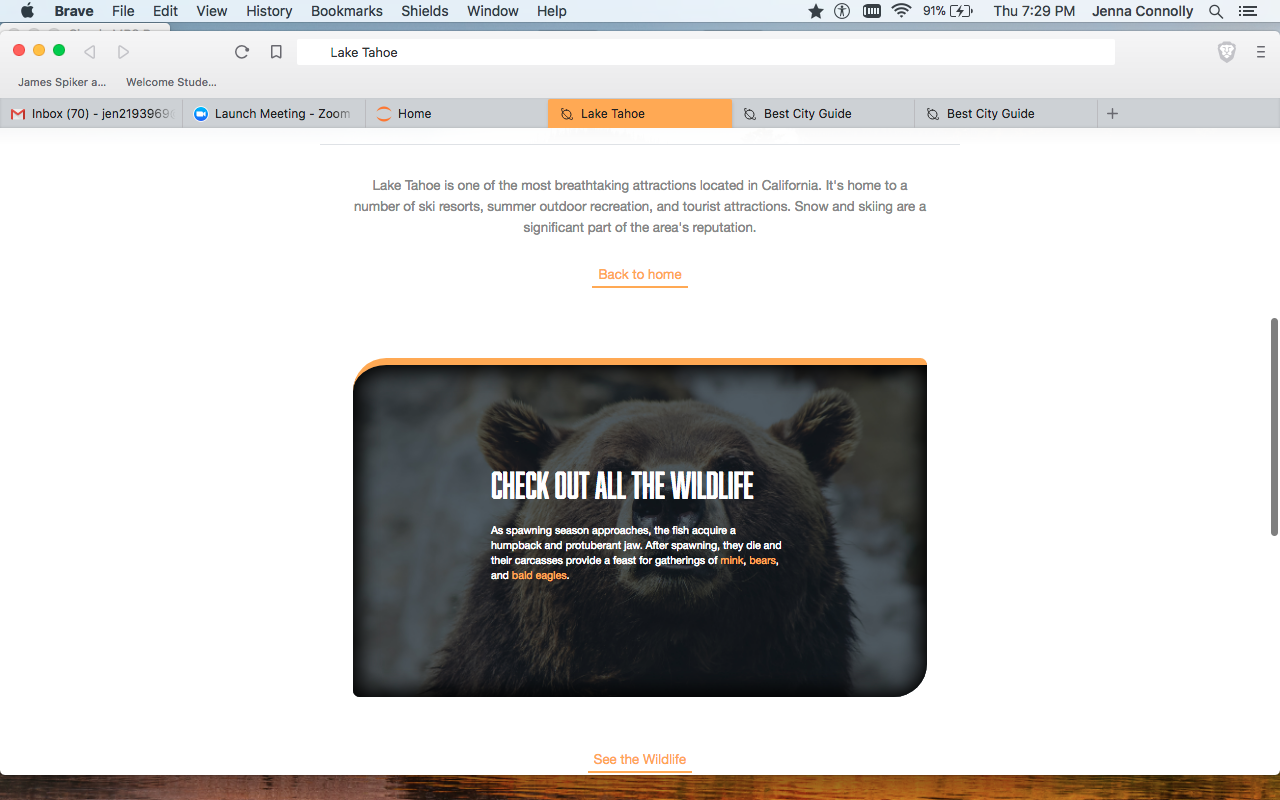 Brave File Edit View History Bookmarks Shields Window Help 91% Thu 7:29 PM Jenna Connolly
Lake Tahoe
James Spiker a... Welcome Stude...
Inbox (70) - jen2193969 Launch Meeting - Zoom Home Lake Tahoe Best City Guide Best City Guide
Lake Tahoe is one of the most breathtaking attractions located in California. It's home to a
number of ski resorts, summer outdoor recreation, and tourist attractions. Snow and skiing are a
significant part of the area's reputation.
Back to home
CHECK OUT ALL THE WILDLIFE
As spawning season approaches, the fish acquire a
humpback and protuberant jaw. After spawning, they die and
their carcasses provide a feast for gatherings of mink, bears,
and bald eagles.
See the Wildlife